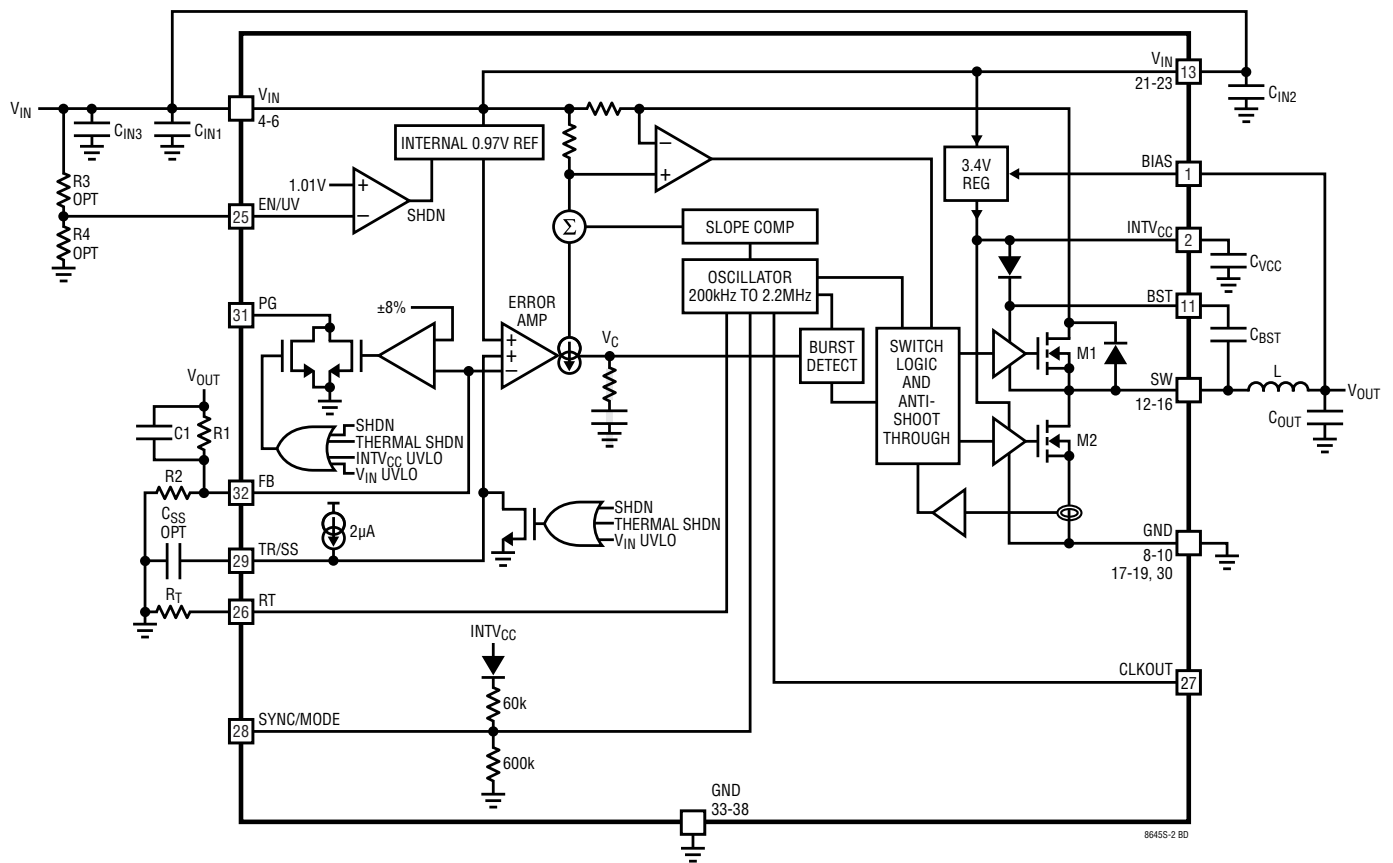 VIN
CIN3
CIN1
VIN
4-6
R3
OPT
R4
OPT
25
EN/UV
1.01V
+
−
SHDN
INTERNAL 0.97V REF
−
+
Σ
SLOPE COMP
OSCILLATOR
200kHz TO 2.2MHz
VIN
21-23
13
CIN2
3.4V
REG
BIAS
1
INTVCC
2
CVCC
BST
11
CBST
M1
SW
12-16
L
VOUT
COUT
M2
GND
8-10
17-19, 30
31
PG
±8%
ERROR
AMP
+
+
−
VC
BURST
DETECT
SWITCH
LOGIC
AND
ANTI-
SHOOT
THROUGH
VOUT
C1
R1
SHDN
THERMAL SHDN
INTVCC UVLO
VIN UVLO
R2
32
FB
CSS
OPT
2µA
29
TR/SS
SHDN
THERMAL SHDN
VIN UVLO
RT
26
RT
INTVCC
60k
28
SYNC/MODE
600k
CLKOUT
27
GND
33-38
8645S-2 BD